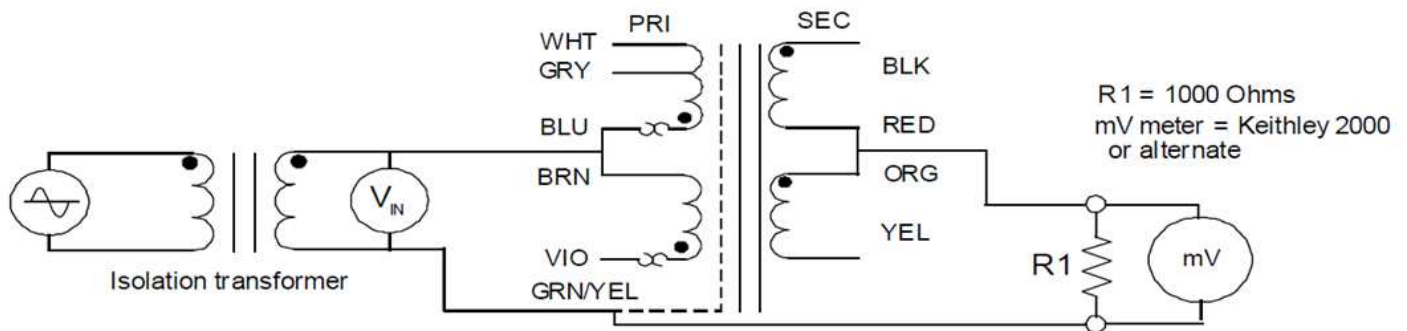 PRI
SEC
WHT
GRY
BLK
BLU
RED
R1 = 1000 Ohms
mV meter = Keithley 2000
or alternate
BRN
ORG
VIN
YEL
VIO
R1
mV
Isolation transformer
GRN/YEL